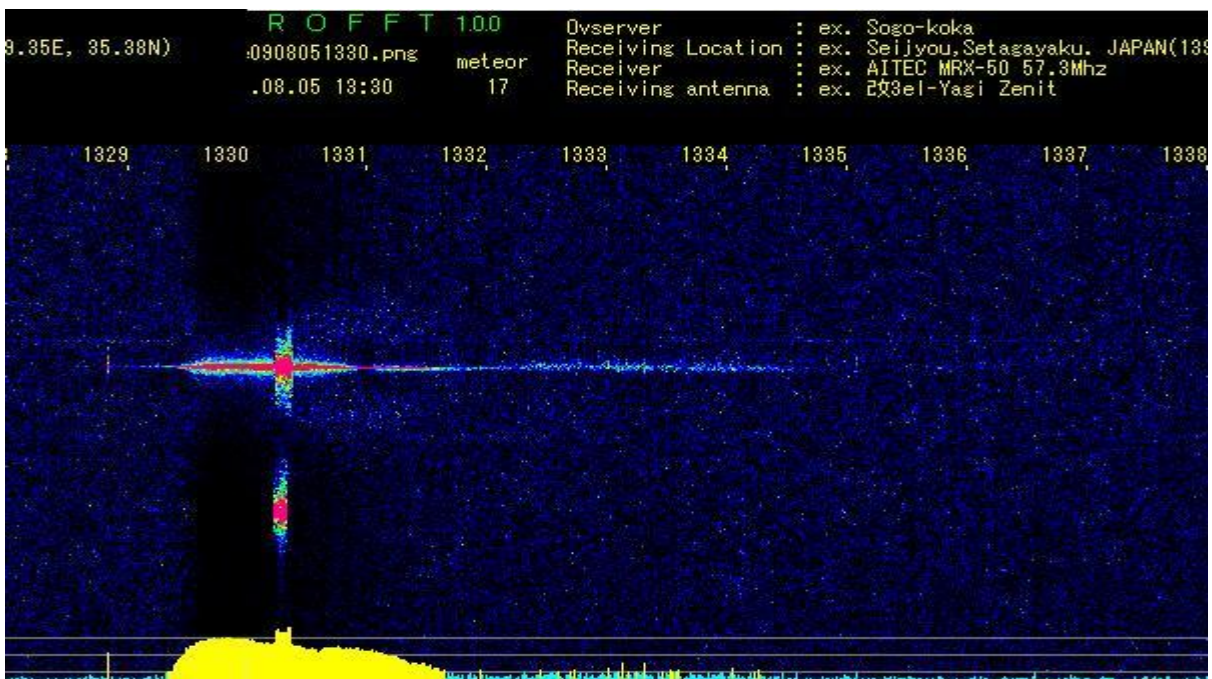 R O F F T 1.0.0
Ovserver : ex. Sogo-koka
9.35E, 35.38N)
:0908051330.png
meteor
Receiving Location : ex. Seijyou,Setagayaku. JAPAN(139
Receiver : ex. AITEC MRX-50 57.3Mhz
.08.05 13:30
17
Receiving antenna : ex. 改3el-Yagi Zenit
1329 1330 1331 1332 1333 1334 1335 1336 1337 1338